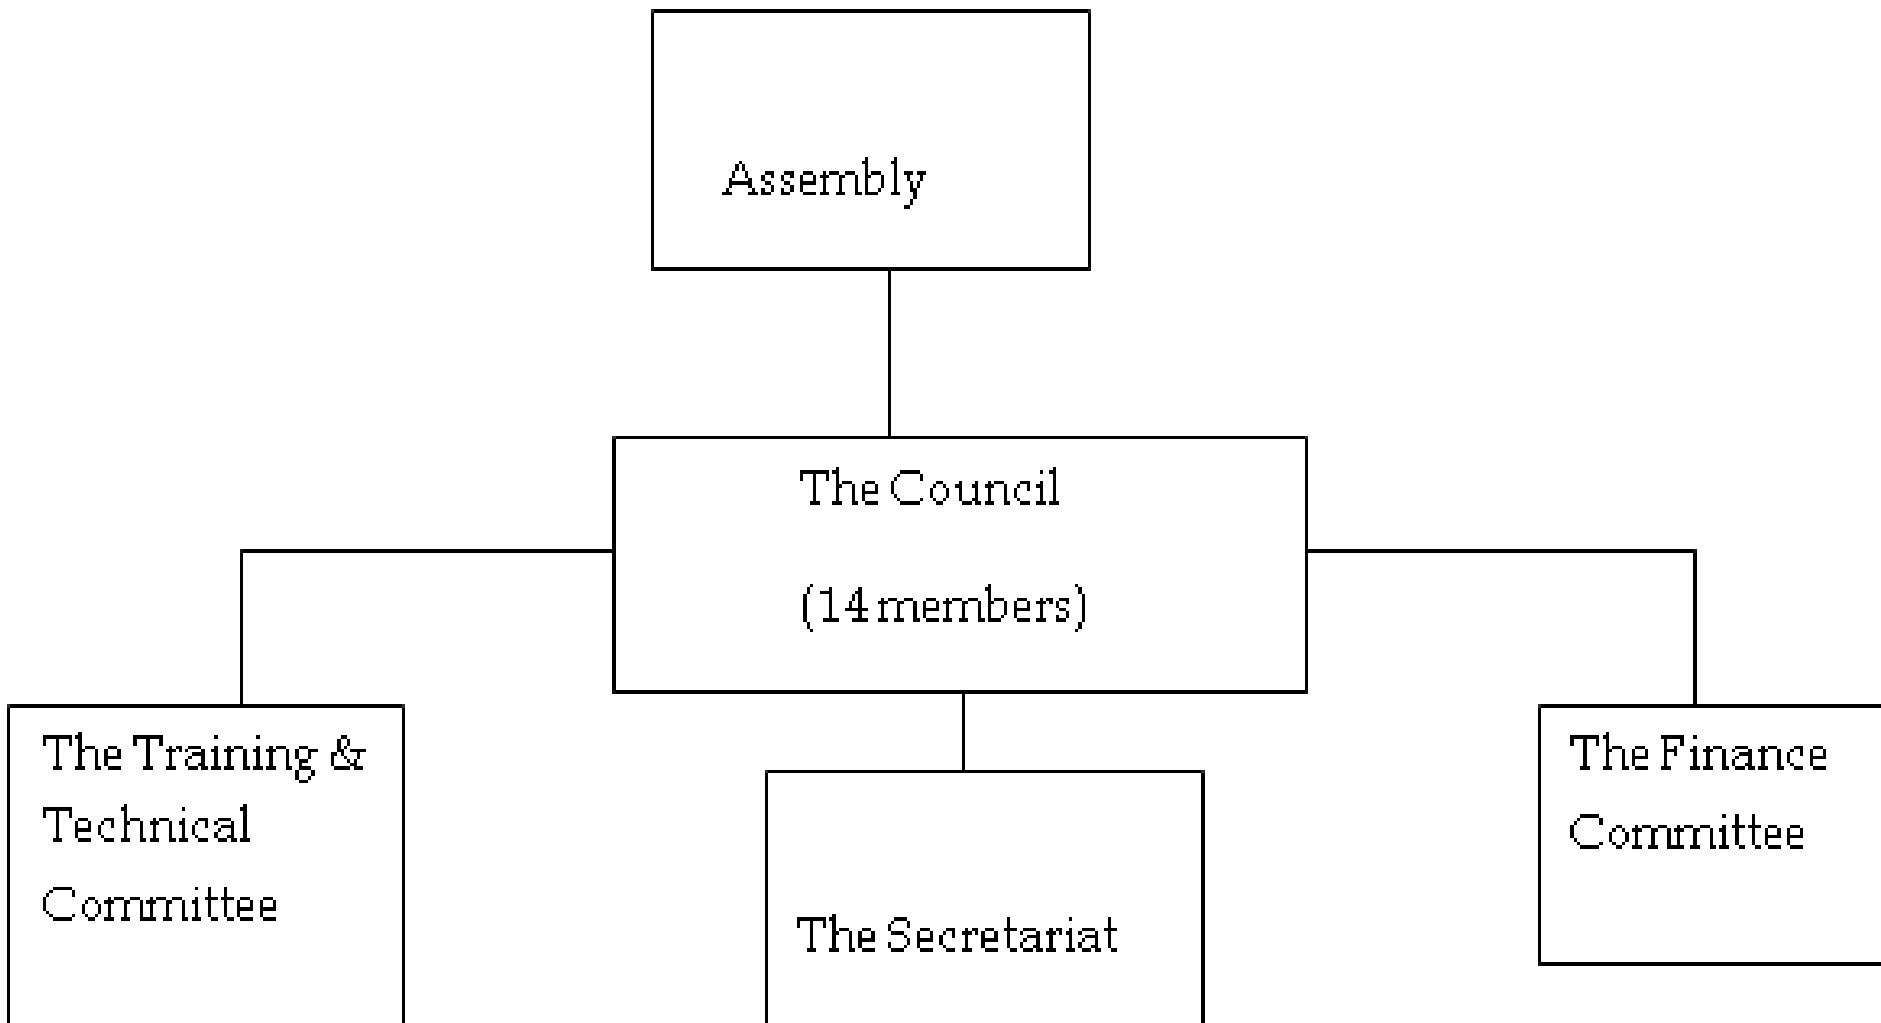 Assembly
The Council
(14 members)
The Training &
Technical
Committee
The Secretariat
The Finance
Committee